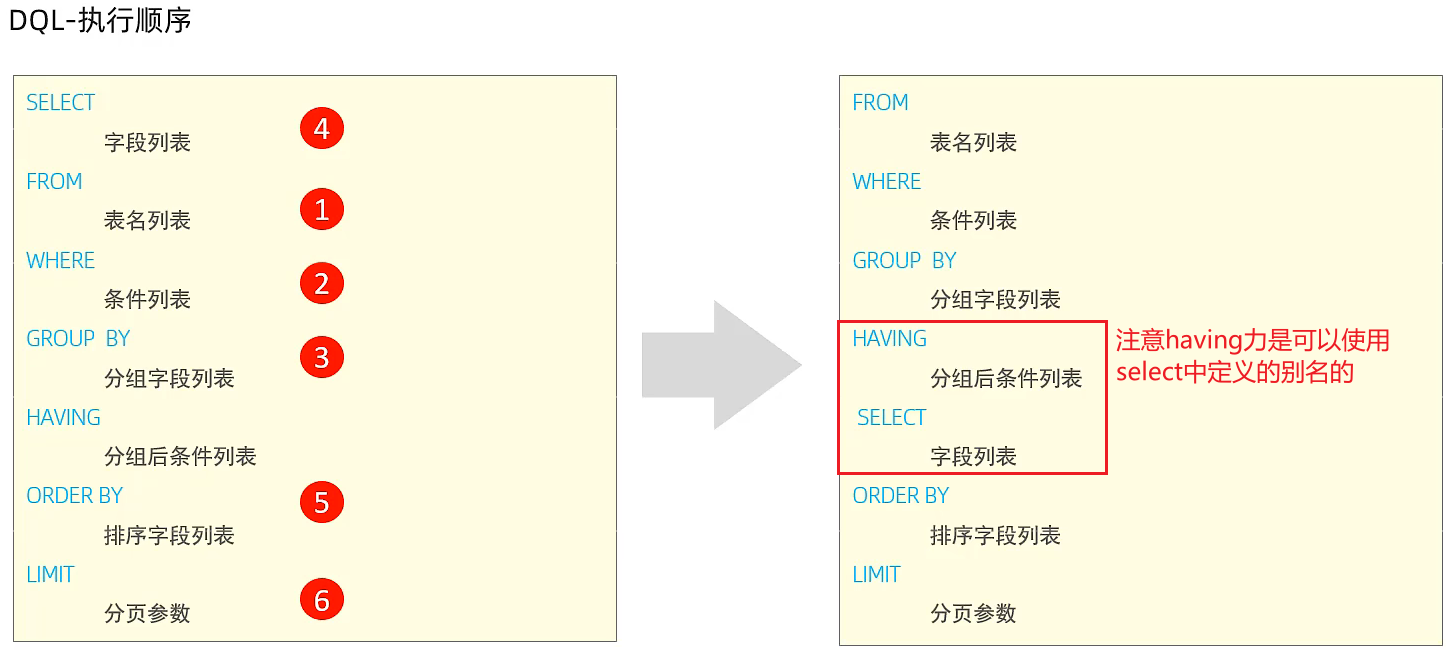 DQL-执行顺序
SELECT
字段列表
4
FROM
表名列表
1
WHERE
条件列表
2
GROUP BY
分组字段列表
3
HAVING
分组后条件列表
ORDER BY
排序字段列表
5
LIMIT
分页参数
6
FROM
表名列表
WHERE
条件列表
GROUP BY
分组字段列表
HAVING
分组后条件列表
SELECT
字段列表
ORDER BY
排序字段列表
LIMIT
分页参数
注意having力是可以使用
select中定义的别名的